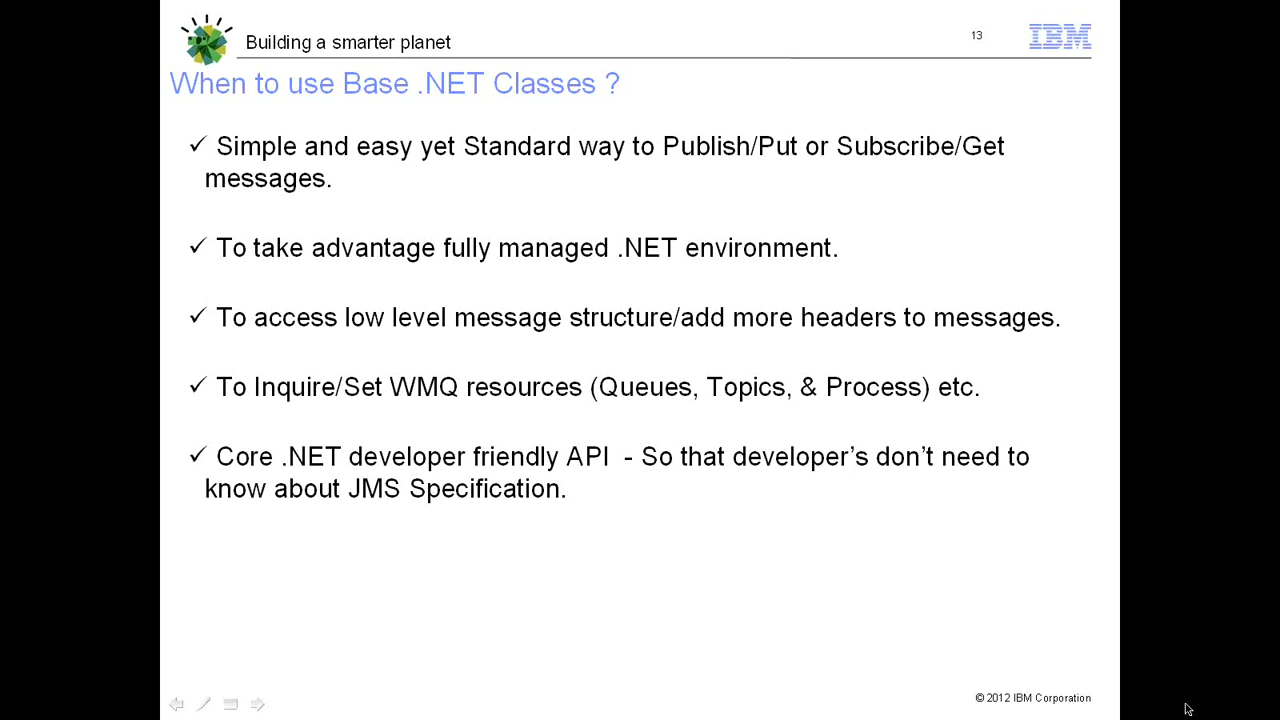 Building a smarter planet
13
IBM
When to use Base .NET Classes ?
✓ Simple and easy yet Standard way to Publish/Put or Subscribe/Get
messages.
✓ To take advantage fully managed .NET environment.
✓ To access low level message structure/add more headers to messages.
✓ To Inquire/Set WMQ resources (Queues, Topics, & Process) etc.
✓ Core .NET developer friendly API - So that developer’s don’t need to
know about JMS Specification.
© 2012 IBM Corporation